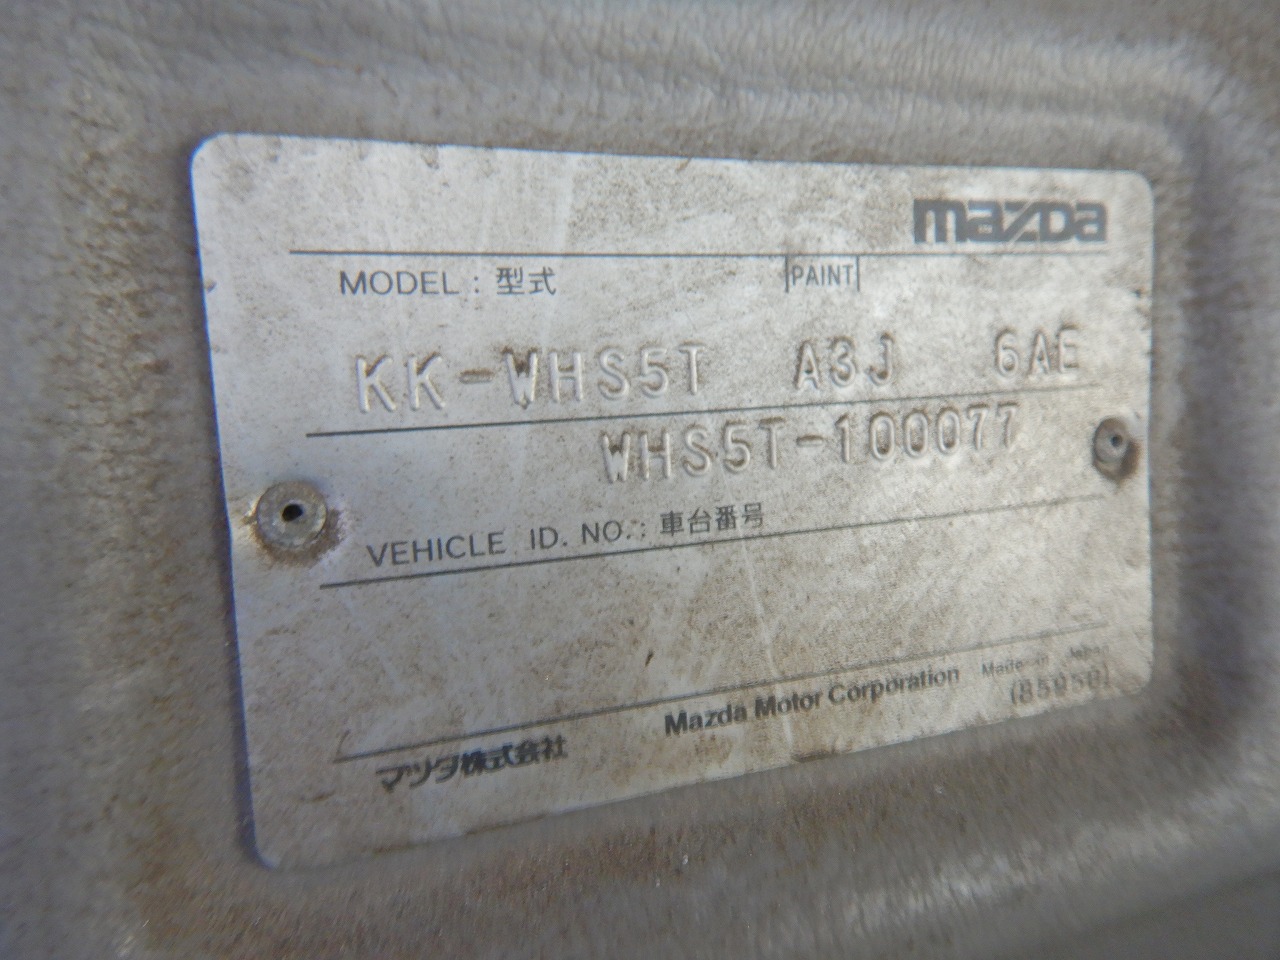 mazda
MODEL : 型式 PAINT
KK-WHS5T A3J 6AE
WHS5T-100077
VEHICLE ID. NO.: 車台番号
マツダ株式会社 Mazda Motor Corporation Made in Japan